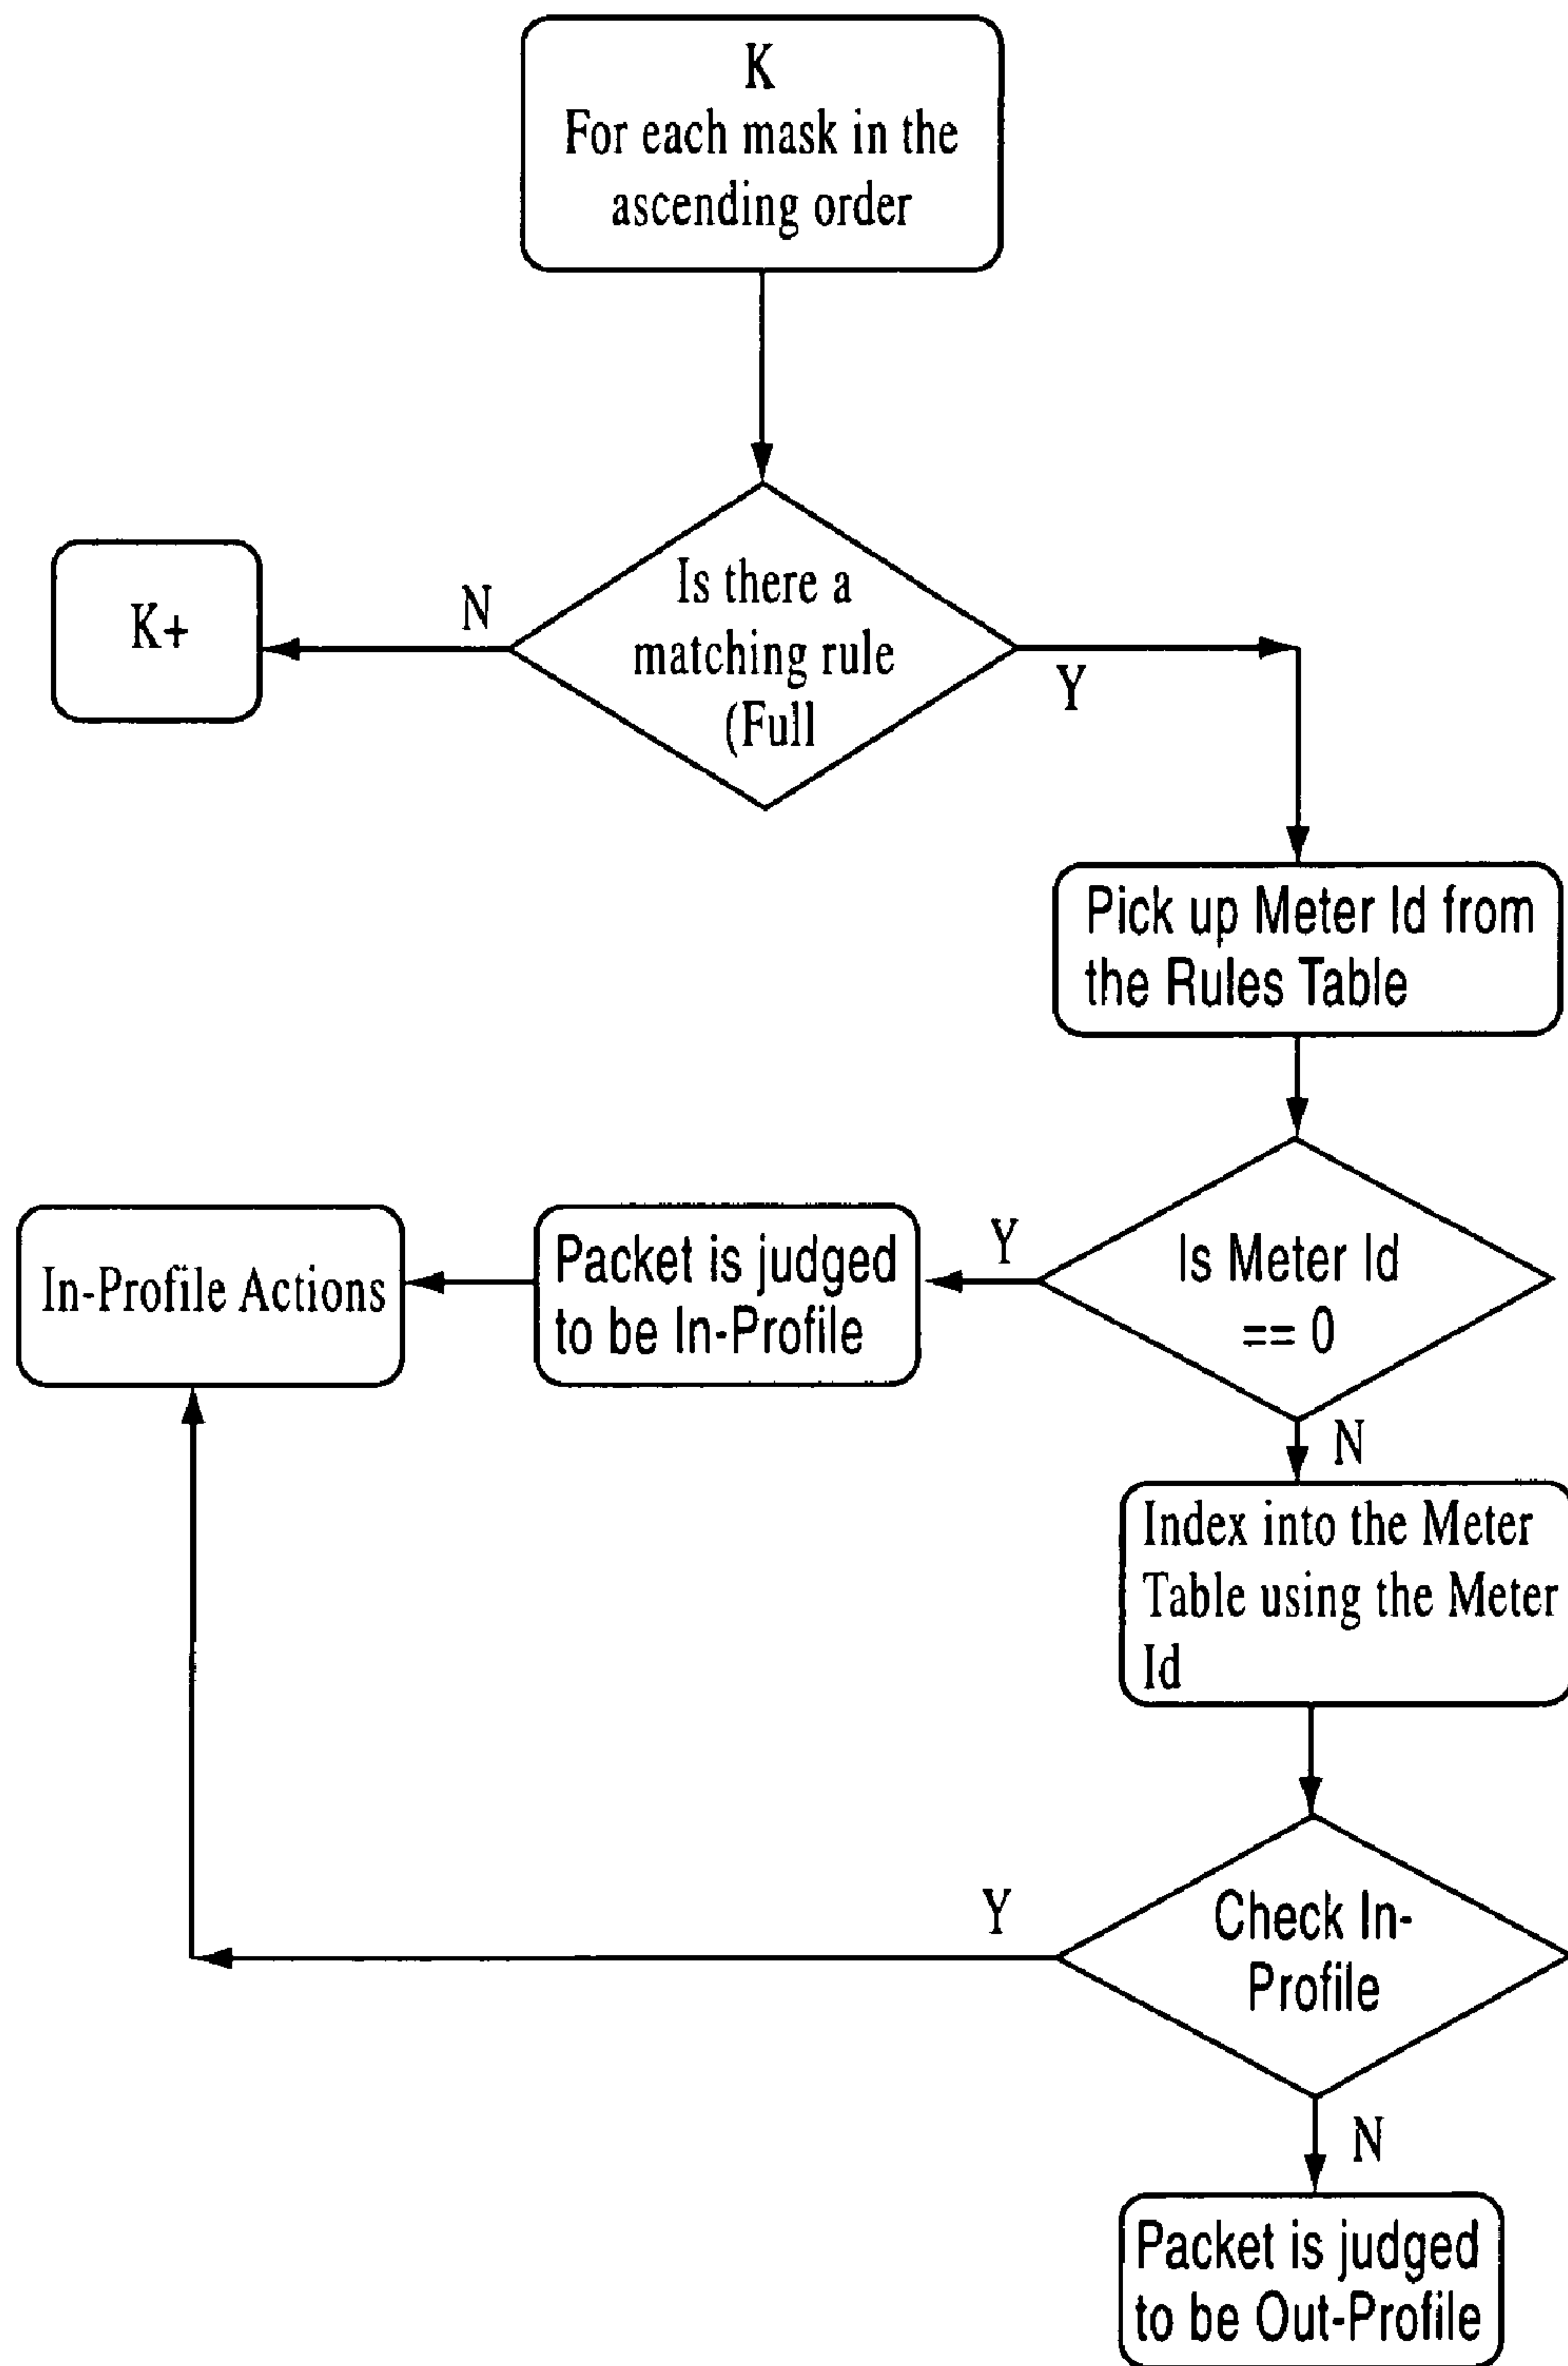 K
For each mask in the
ascending order
K+
N
Is there a
matching rule
(Full
Y
Pick up Meter Id from
the Rules Table
In-Profile Actions
Packet is judged
to be In-Profile
Y
Is Meter Id
== 0
N
Index into the Meter
Table using the Meter
Id
Y
Check In-
Profile
N
Packet is judged
to be Out-Profile